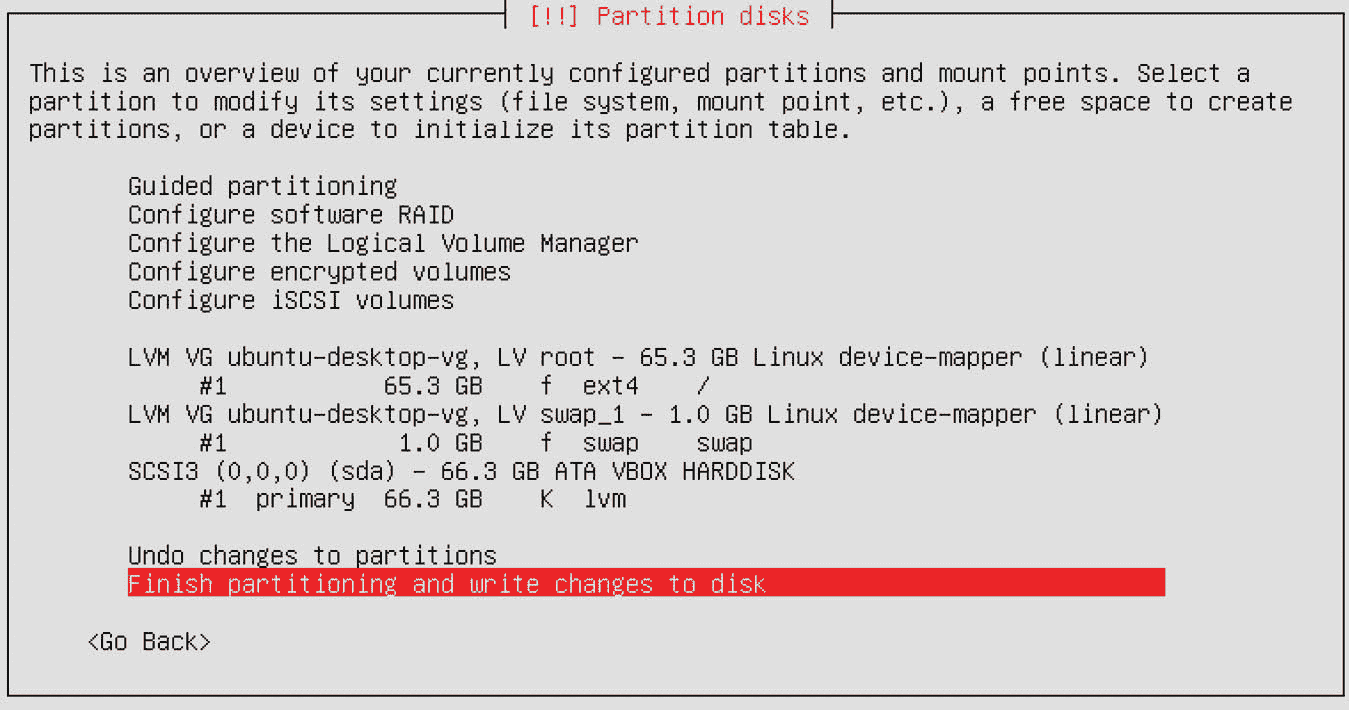 [!!] Partition disks
This is an overview of your currently configured partitions and mount points. Select a
partition to modify its settings (file system, mount point, etc.), a free space to create
partitions, or a device to initialize its partition table.
Guided partitioning
Configure software RAID
Configure the Logical Volume Manager
Configure encrypted volumes
Configure iSCSI volumes
LVM VG ubuntu-desktop-vg, LV root - 65.3 GB Linux device-mapper (linear)
#1 65.3 GB f ext4 /
LVM VG ubuntu-desktop-vg, LV swap_1 - 1.0 GB Linux device-mapper (linear)
#1 1.0 GB f swap swap
SCSI3 (0,0,0) (sda) - 66.3 GB ATA VBOX HARDDISK
#1 primary 66.3 GB K lvm
Undo changes to partitions
Finish partitioning and write changes to disk
<Go Back>